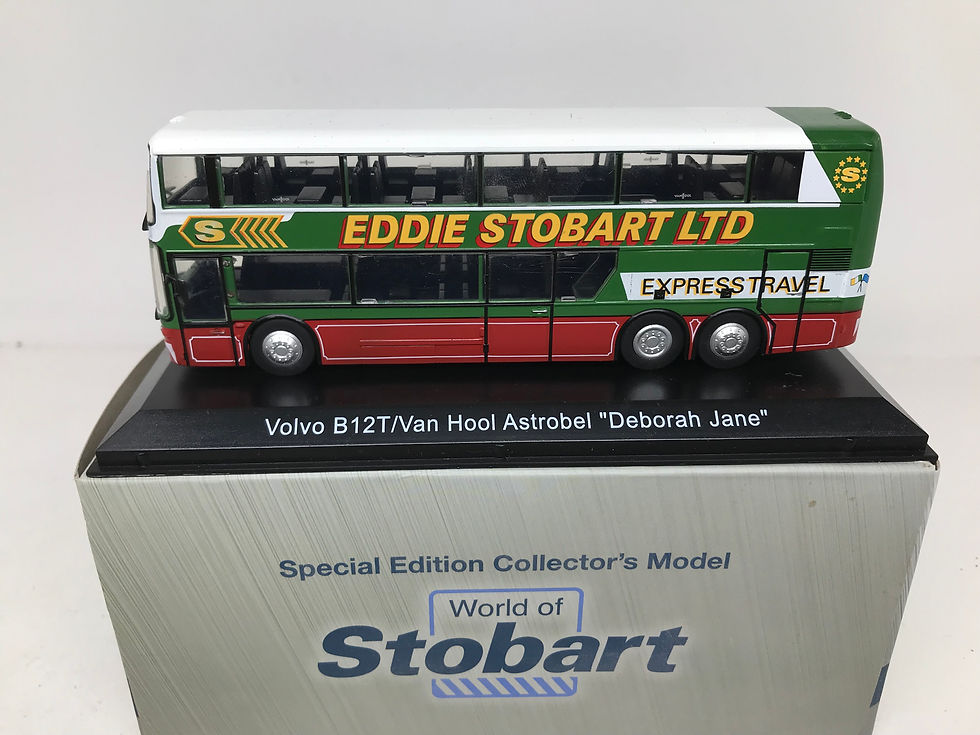 S
S
EDDIE STOBART LTD
EXPRESS TRAVEL
Volvo B12T/Van Hool Astrobel "Deborah Jane"
Special Edition Collector's Model
World of
Stobart